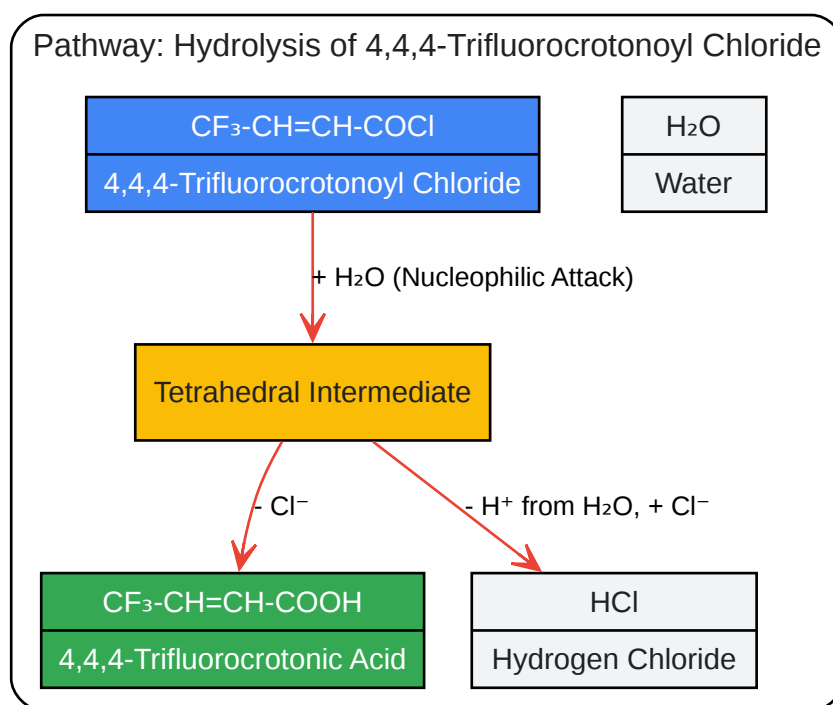 Pathway: Hydrolysis of 4,4,4-Trifluorocrotonoyl Chloride
CF₃-CH=CH-COCl
4,4,4-Trifluorocrotonoyl Chloride
H₂O
Water
+ H₂O (Nucleophilic Attack)
Tetrahedral Intermediate
- Cl⁻
- H⁺ from H₂O, + Cl⁻
CF₃-CH=CH-COOH
4,4,4-Trifluorocrotonic Acid
HCl
Hydrogen Chloride